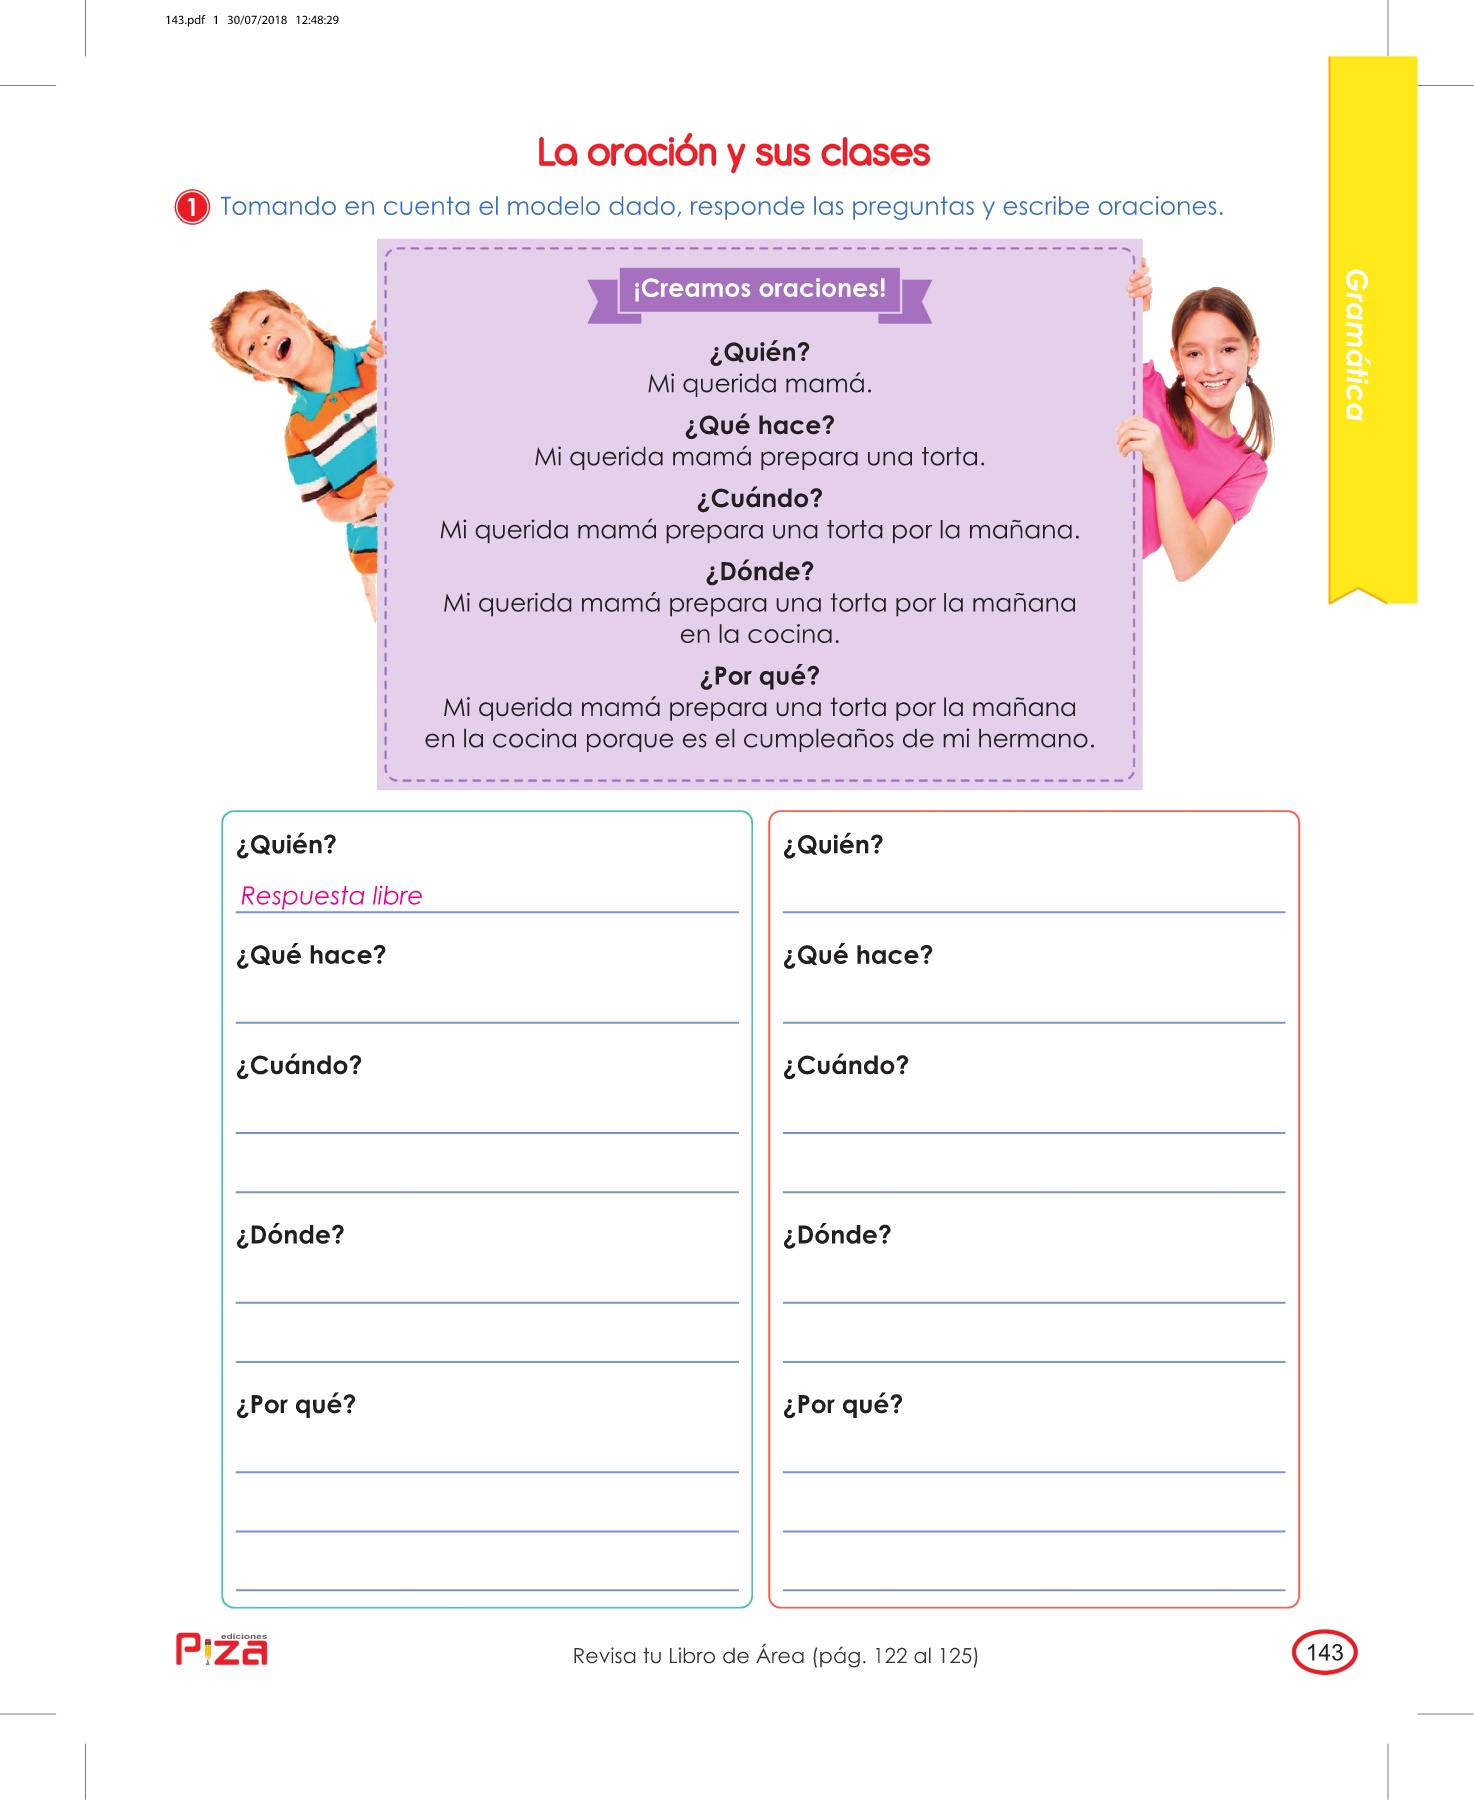 143.pdf 1 30/07/2018 12:48:29
La oración y sus clases
1 Tomando en cuenta el modelo dado, responde las preguntas y escribe oraciones.
Gramática
¡Creamos oraciones!
¿Quién?
Mi querida mamá.
¿Qué hace?
Mi querida mamá prepara una torta.
¿Cuándo?
Mi querida mamá prepara una torta por la mañana.
¿Dónde?
Mi querida mamá prepara una torta por la mañana
en la cocina.
¿Por qué?
Mi querida mamá prepara una torta por la mañana
en la cocina porque es el cumpleaños de mi hermano.
¿Quién?
Respuesta libre
¿Qué hace?
¿Cuándo?
¿Dónde?
¿Por qué?
¿Quién?
¿Qué hace?
¿Cuándo?
¿Dónde?
¿Por qué?
ediciones
Piza
Revisa tu Libro de Área (pág. 122 al 125)
143